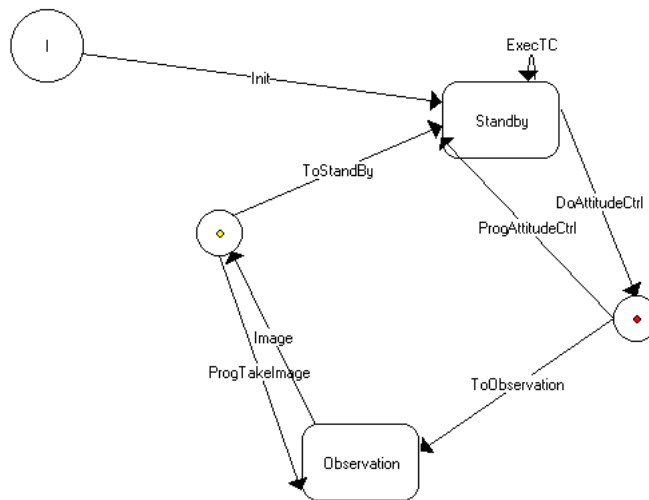 I
ExecTC
Init
Standby
ToStandBy
DoAttitudeCtrl
ProgAttitudeCtrl
Image
ProgTakeImage
ToObservation
Observation